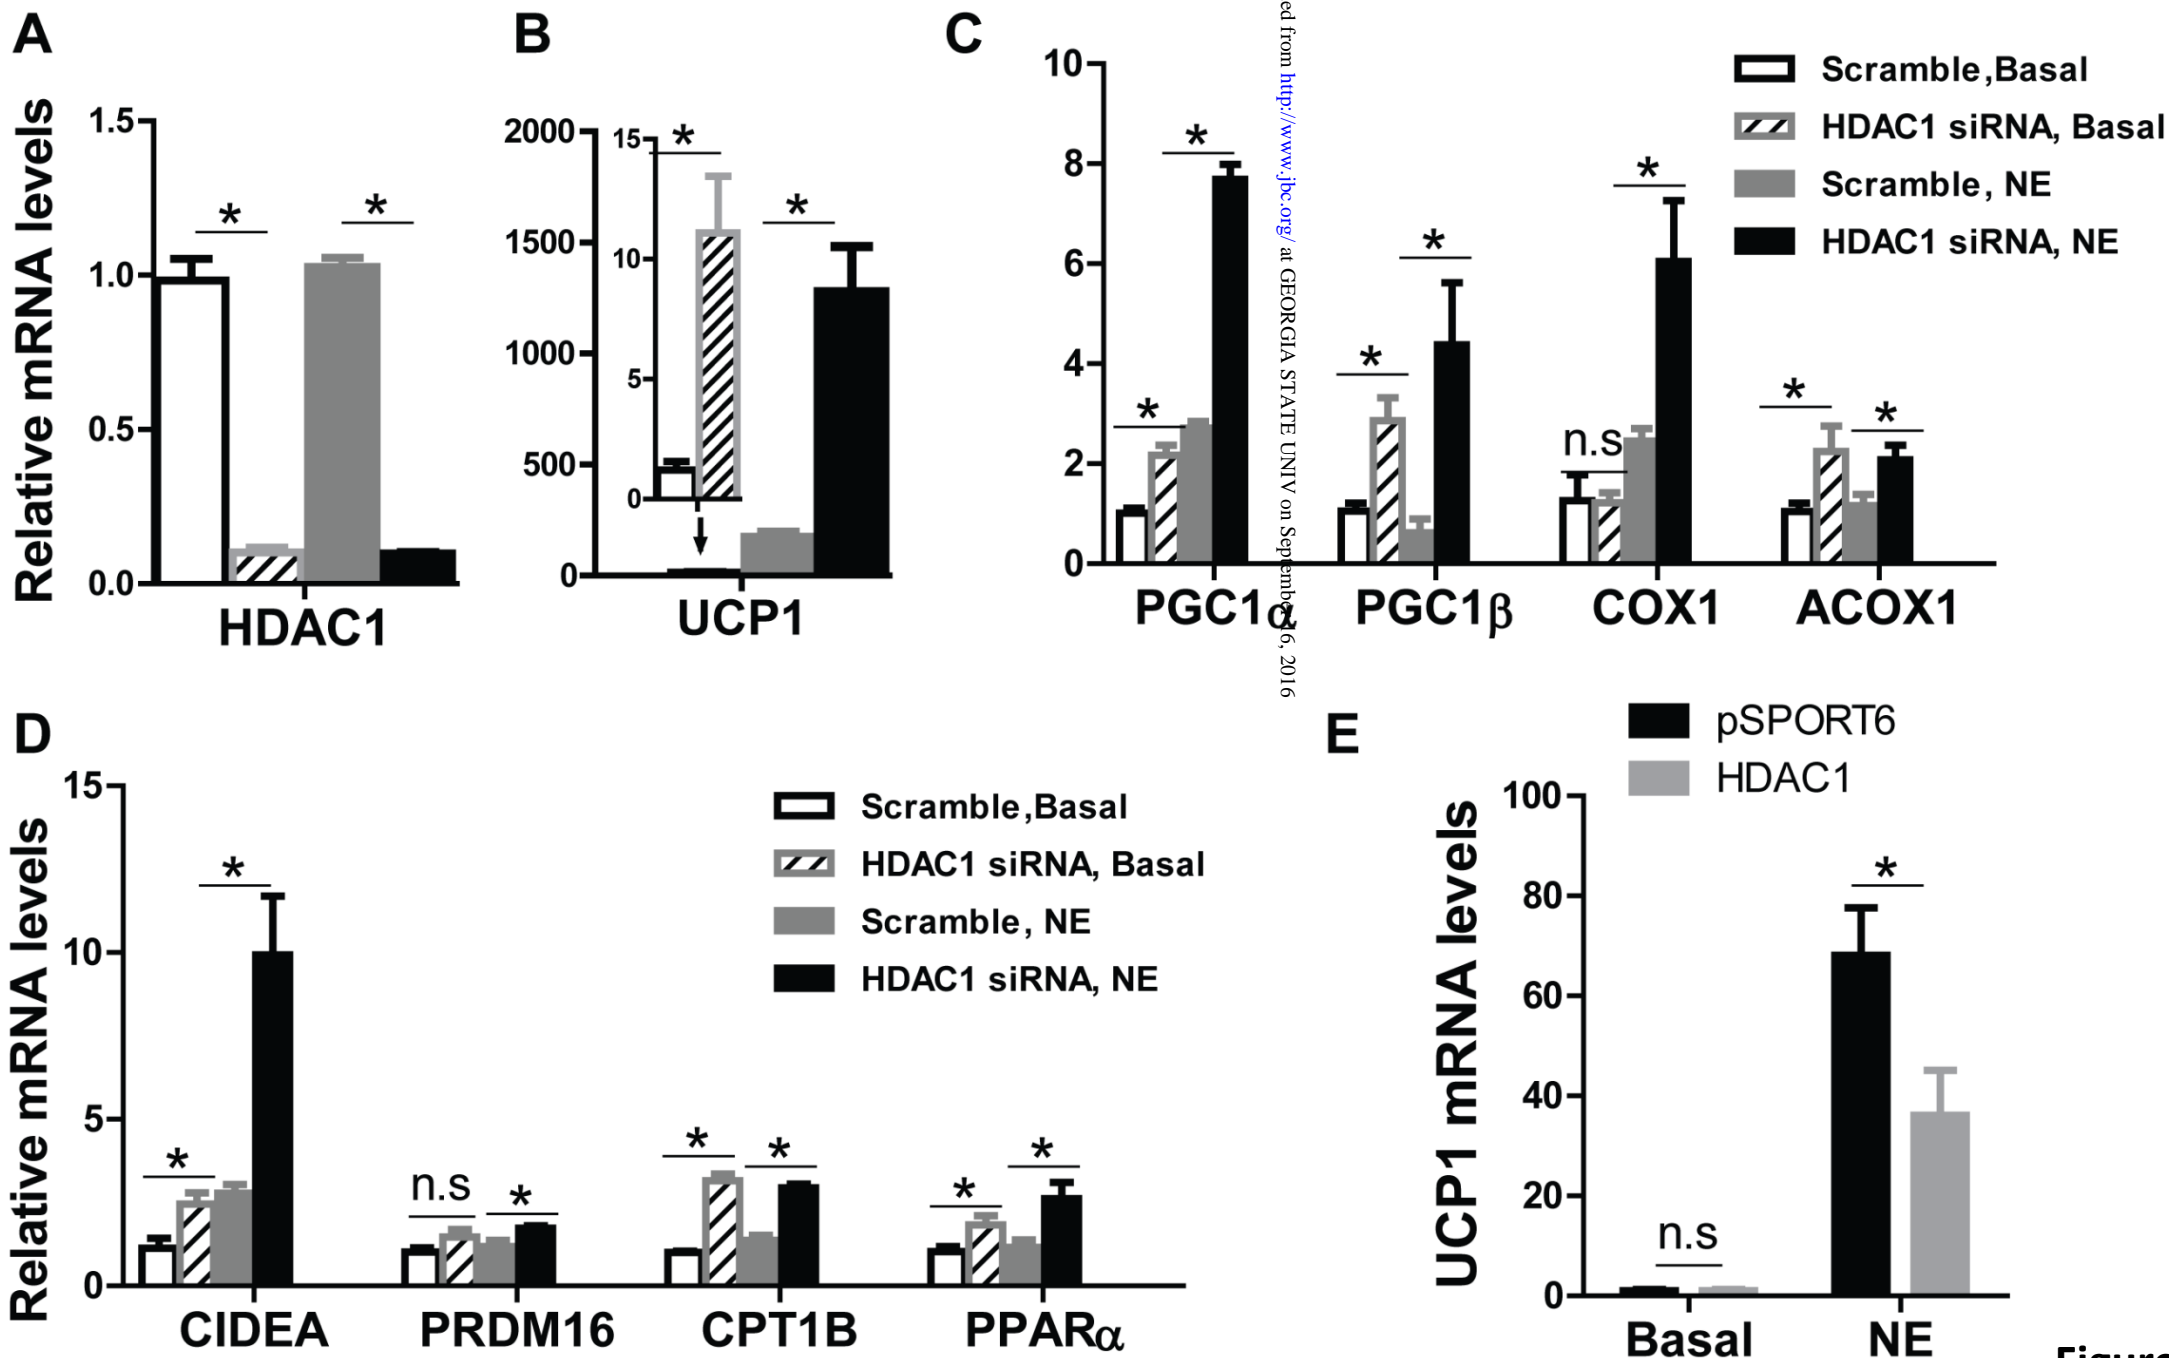 A
B
C
Relative mRNA levels
1.5
1.0
0.5
0.0
*
*
HDAC1
2000
1500
1000
500
0
15
10
5
0
*
*
UCP1
10
8
6
4
2
0
*
*
*
*
n.s
*
*
*
PGC1α
PGC1β
COX1
ACOX1
Scramble,Basal
HDAC1 siRNA, Basal
Scramble, NE
HDAC1 siRNA, NE
ed from http://www.jbc.org/ at GEORGIA STATE UNIV on September 16, 2016
D
E
Relative mRNA levels
15
10
5
0
*
*
n.s
*
*
*
*
*
CIDEA
PRDM16
CPT1B
PPARα
Scramble,Basal
HDAC1 siRNA, Basal
Scramble, NE
HDAC1 siRNA, NE
pSPORT6
HDAC1
UCP1 mRNA levels
100
80
60
40
20
0
n.s
*
Basal
NE